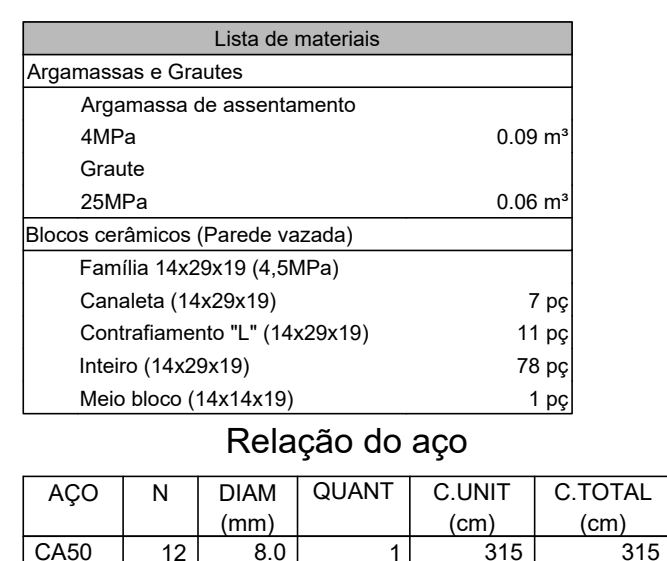 Lista de materiais
Argamassas e Grautes
Argamassa de assentamento
4MPa 0.09 m³
Graute
25MPa 0.06 m³
Blocos cerâmicos (Parede vazada)
Família 14x29x19 (4,5MPa)
Canaleta (14x29x19) 7 pç
Contrafiamento "L" (14x29x19) 11 pç
Inteiro (14x29x19) 78 pç
Meio bloco (14x14x19) 1 pç
Relação do aço
AÇO N DIAM QUANT C.UNIT C.TOTAL
(mm) (cm) (cm)
CA50 12 8.0 1 315 315